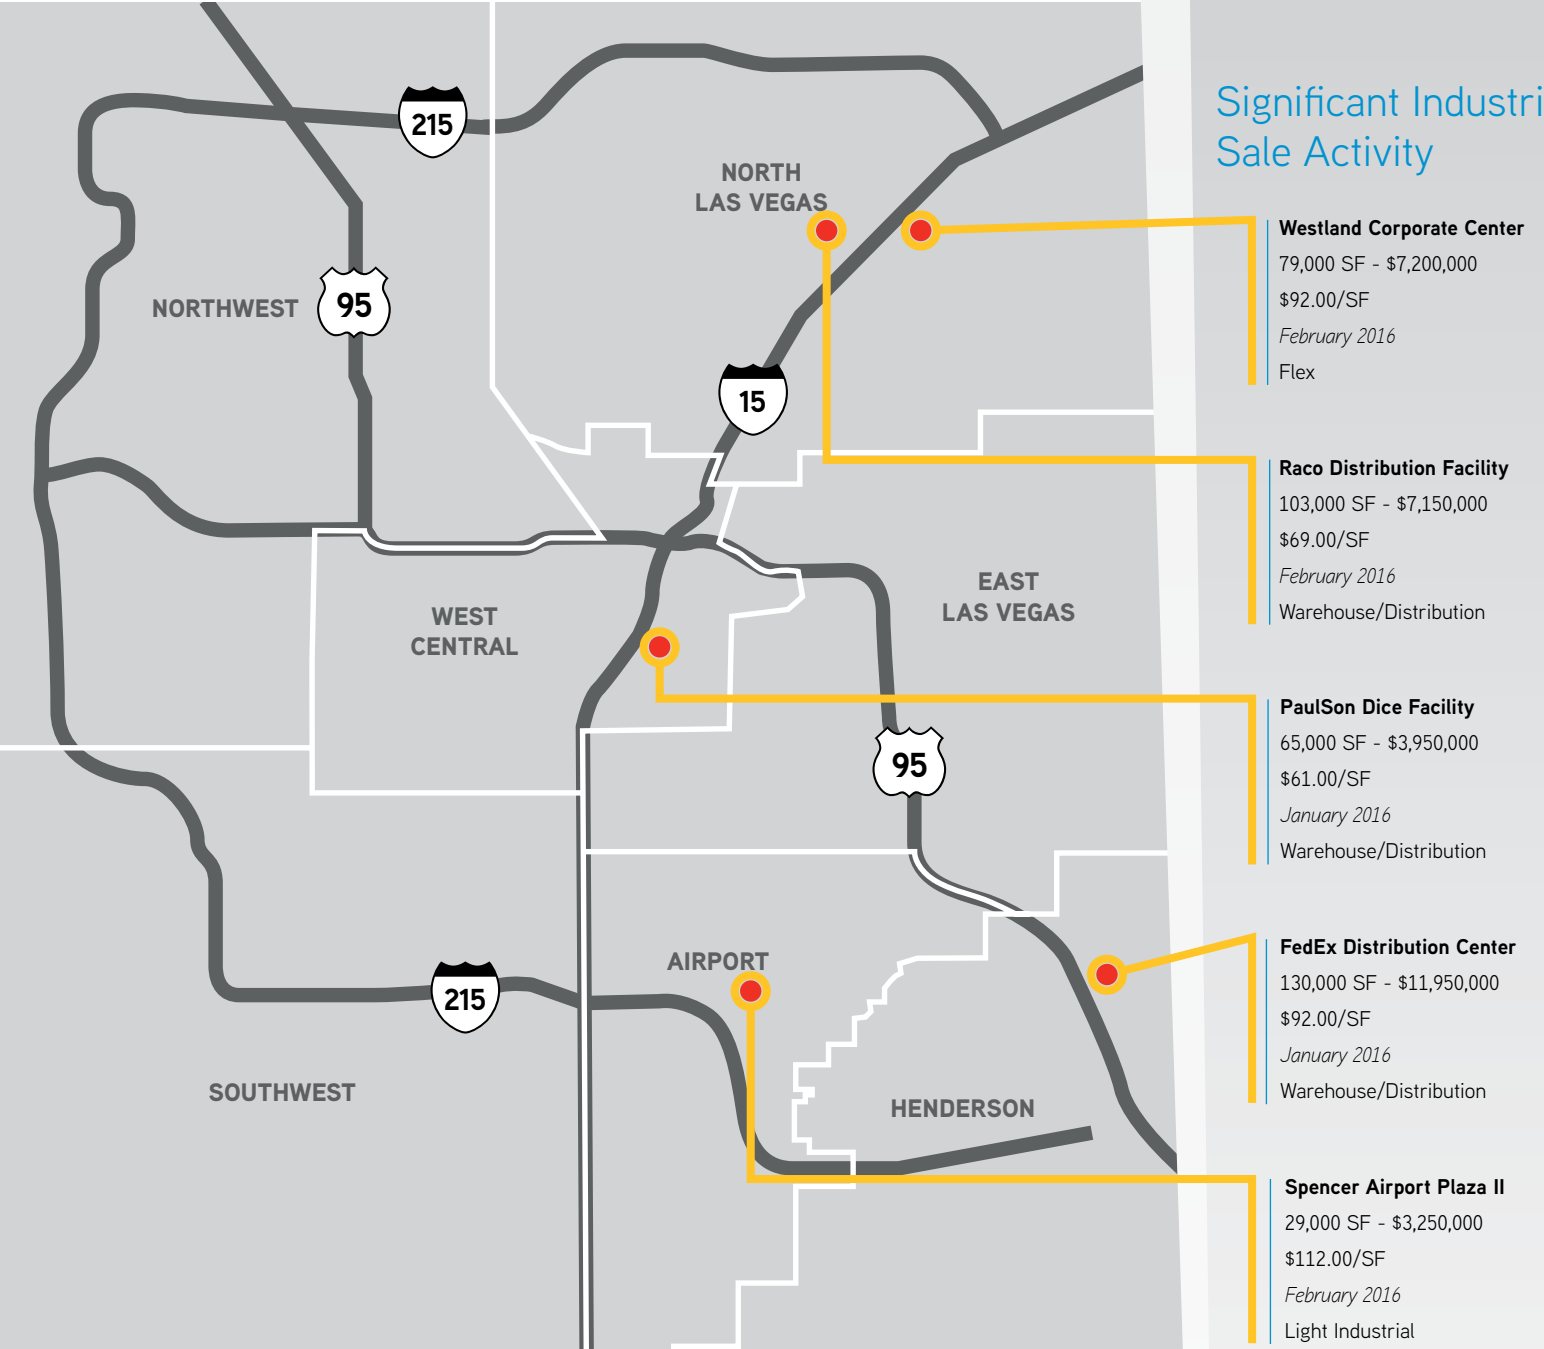 Significant Industri
Sale Activity
215
NORTH
LAS VEGAS
NORTHWEST
95
15
WEST
CENTRAL
EAST
LAS VEGAS
95
AIRPORT
215
SOUTHWEST
HENDERSON
Westland Corporate Center
79,000 SF - $7,200,000
$92.00/SF
February 2016
Flex
Raco Distribution Facility
103,000 SF - $7,150,000
$69.00/SF
February 2016
Warehouse/Distribution
PaulSon Dice Facility
65,000 SF - $3,950,000
$61.00/SF
January 2016
Warehouse/Distribution
FedEx Distribution Center
130,000 SF - $11,950,000
$92.00/SF
January 2016
Warehouse/Distribution
Spencer Airport Plaza II
29,000 SF - $3,250,000
$112.00/SF
February 2016
Light Industrial